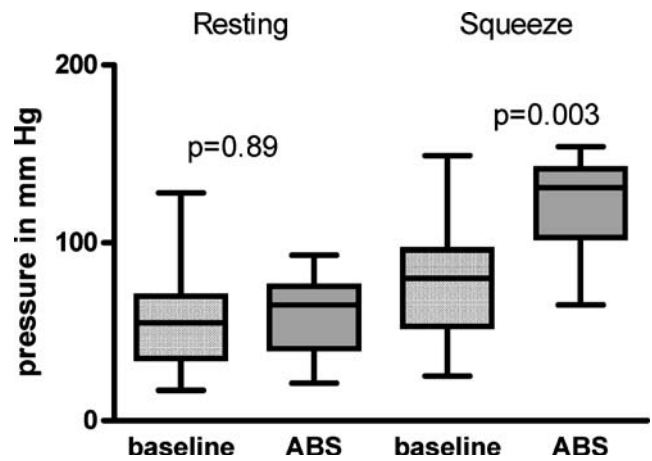 Resting Squeeze
200
p=0.003
p=0.89
pressure in mm Hg
100
0
baseline ABS baseline ABS